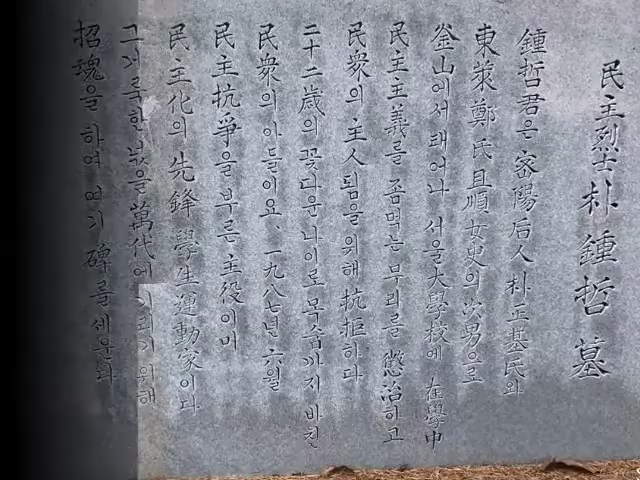 民主烈士 朴鍾哲 墓
鍾哲君은 密陽后人 朴正基氏와
東萊鄭氏且順女史의 次男으로
釜山에서 태어나 서울大學校에 在學中
民主主義를 좀먹는 무리를 懲治하고
民衆의 主人됨을 위해 抗拒하다
二十二歲의 꽃다운 나이로 목숨까지 바친
民衆의 아들이요、一九八七년 六월
民主抗爭을 부른 主役이며
民主化의 先鋒 學生運動家이다
그거룩한 넋을 萬代에 기리기 위해
招魂을 하여 여기 碑를 세운다